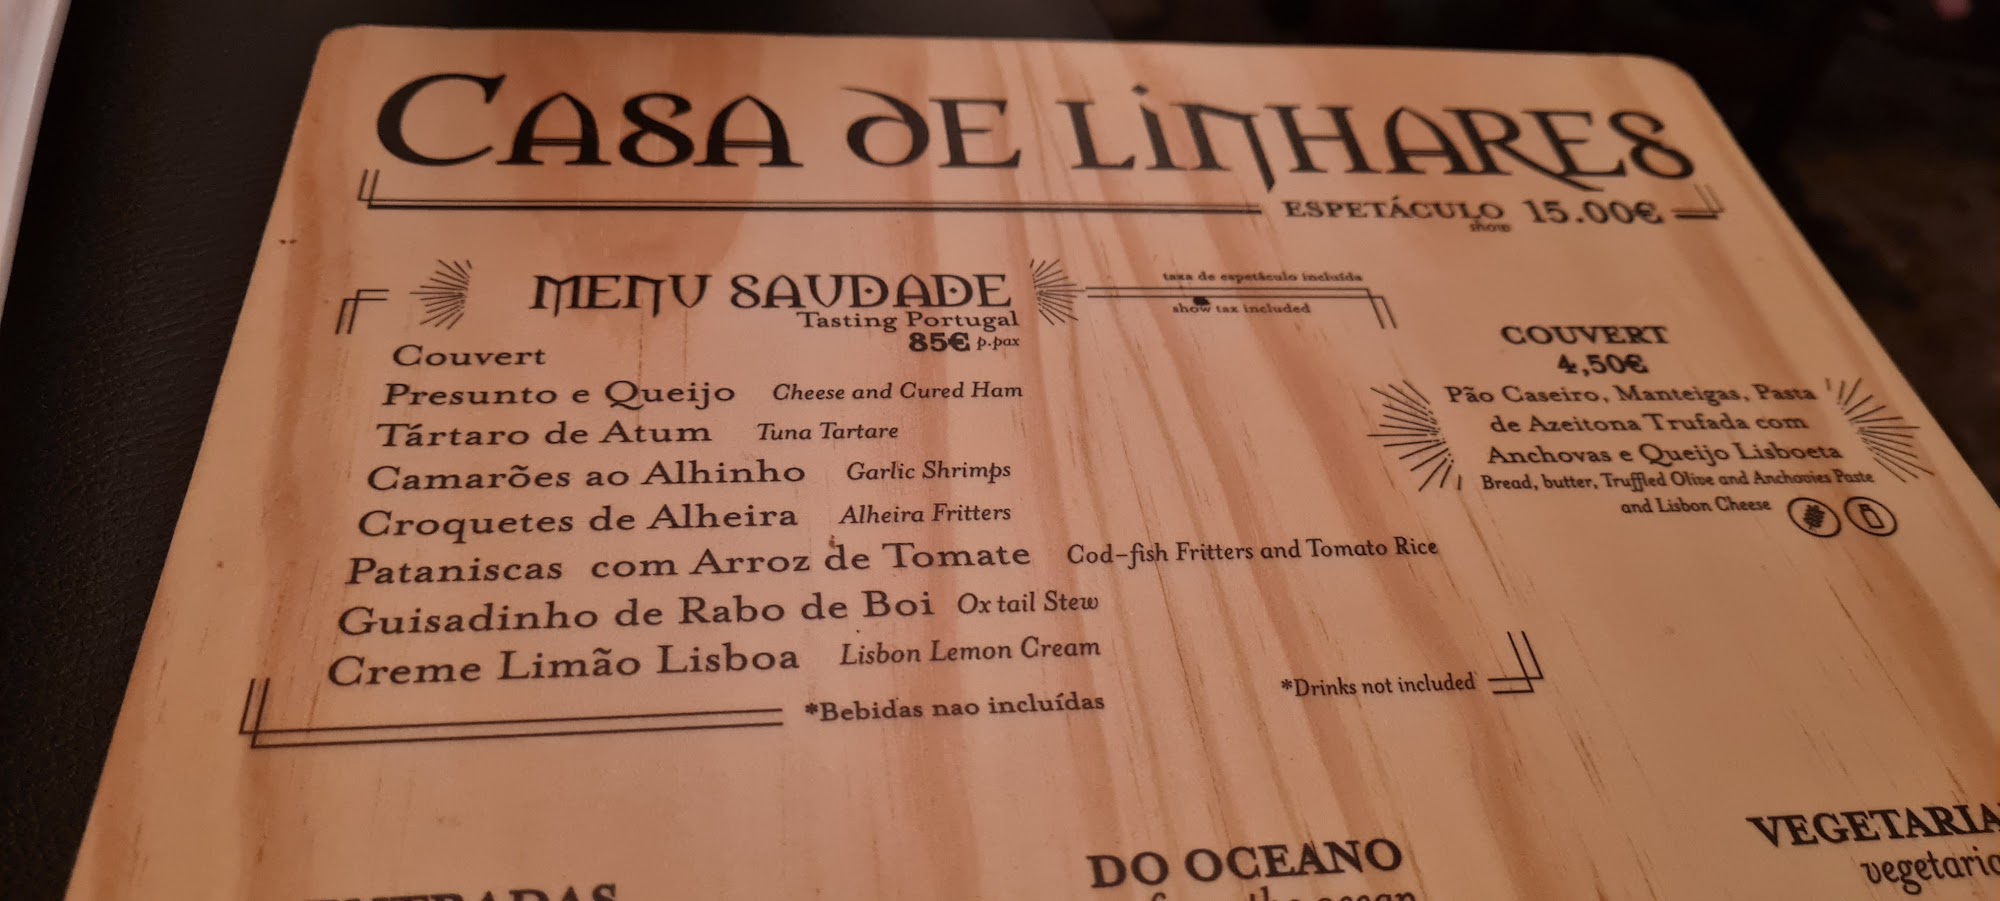 CASA DE LINHARES
ESPETÁCULO 15.00€
show
MENU SAUDADE
Tasting Portugal
85€ p.pax
taxa de espetáculo incluída
show tax included
Couvert
Presunto e Queijo Cheese and Cured Ham
Tártaro de Atum Tuna Tartare
Camarões ao Alhinho Garlic Shrimps
Croquetes de Alheira Alheira Fritters
Pataniscas com Arroz de Tomate Cod-fish Fritters and Tomato Rice
Guisadinho de Rabo de Boi Ox tail Stew
Creme Limão Lisboa Lisbon Lemon Cream
*Bebidas nao incluídas
*Drinks not included
COUVERT
4,50€
Pão Caseiro, Manteigas, Pasta
de Azeitona Trufada com
Anchovas e Queijo Lisboeta
Bread, butter, Truffled Olive and Anchovies Paste
and Lisbon Cheese
DO OCEANO
the ocean